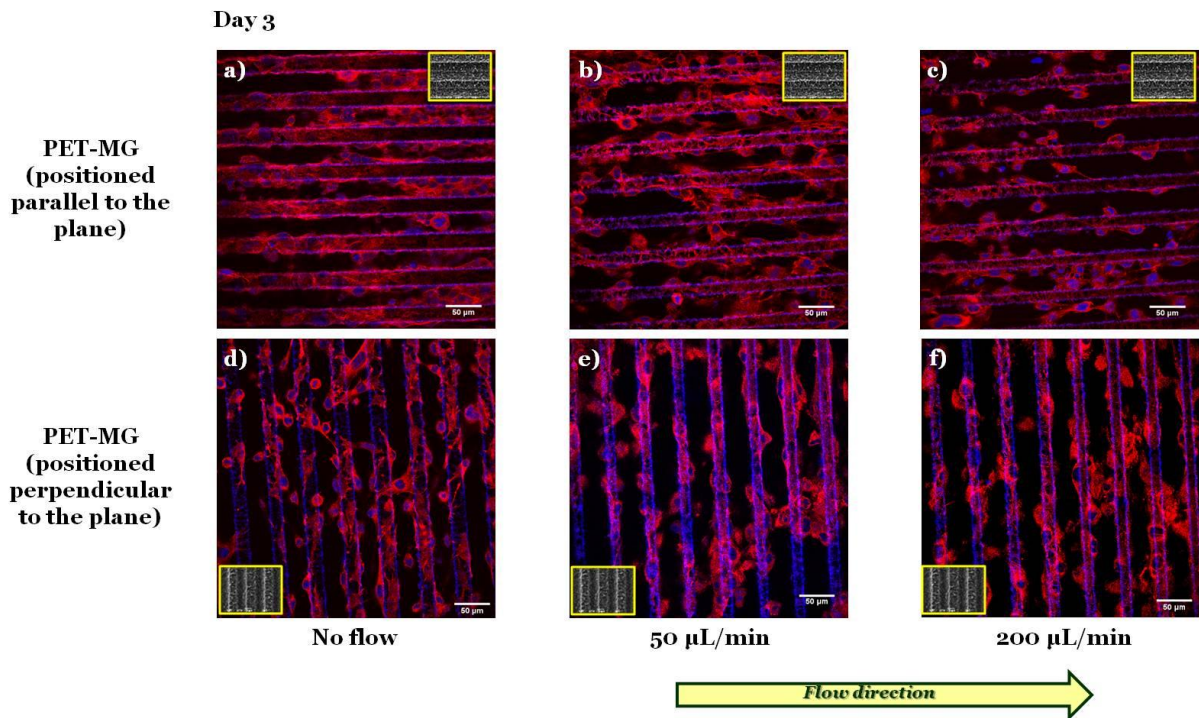 Day 3
a)
b)
c)
PET-MG
(positioned
parallel to the
plane)
50 µm
50 µm
50 µm
d)
e)
f)
PET-MG
(positioned
perpendicular
to the plane)
50 µm
50 µm
50 µm
No flow
50 µL/min
200 µL/min
Flow direction